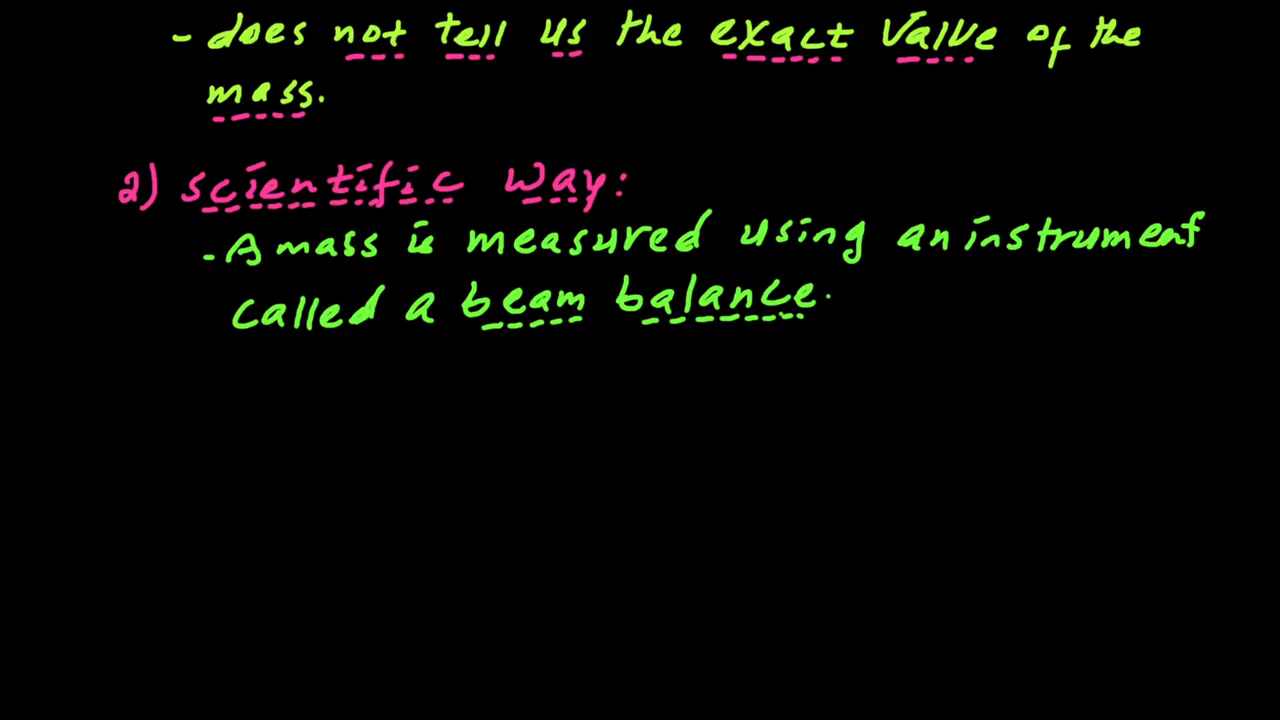 - does not tell us the exact value of the
mass.
2) scientific way:
- A mass is measured using an instrument
called a beam balance.